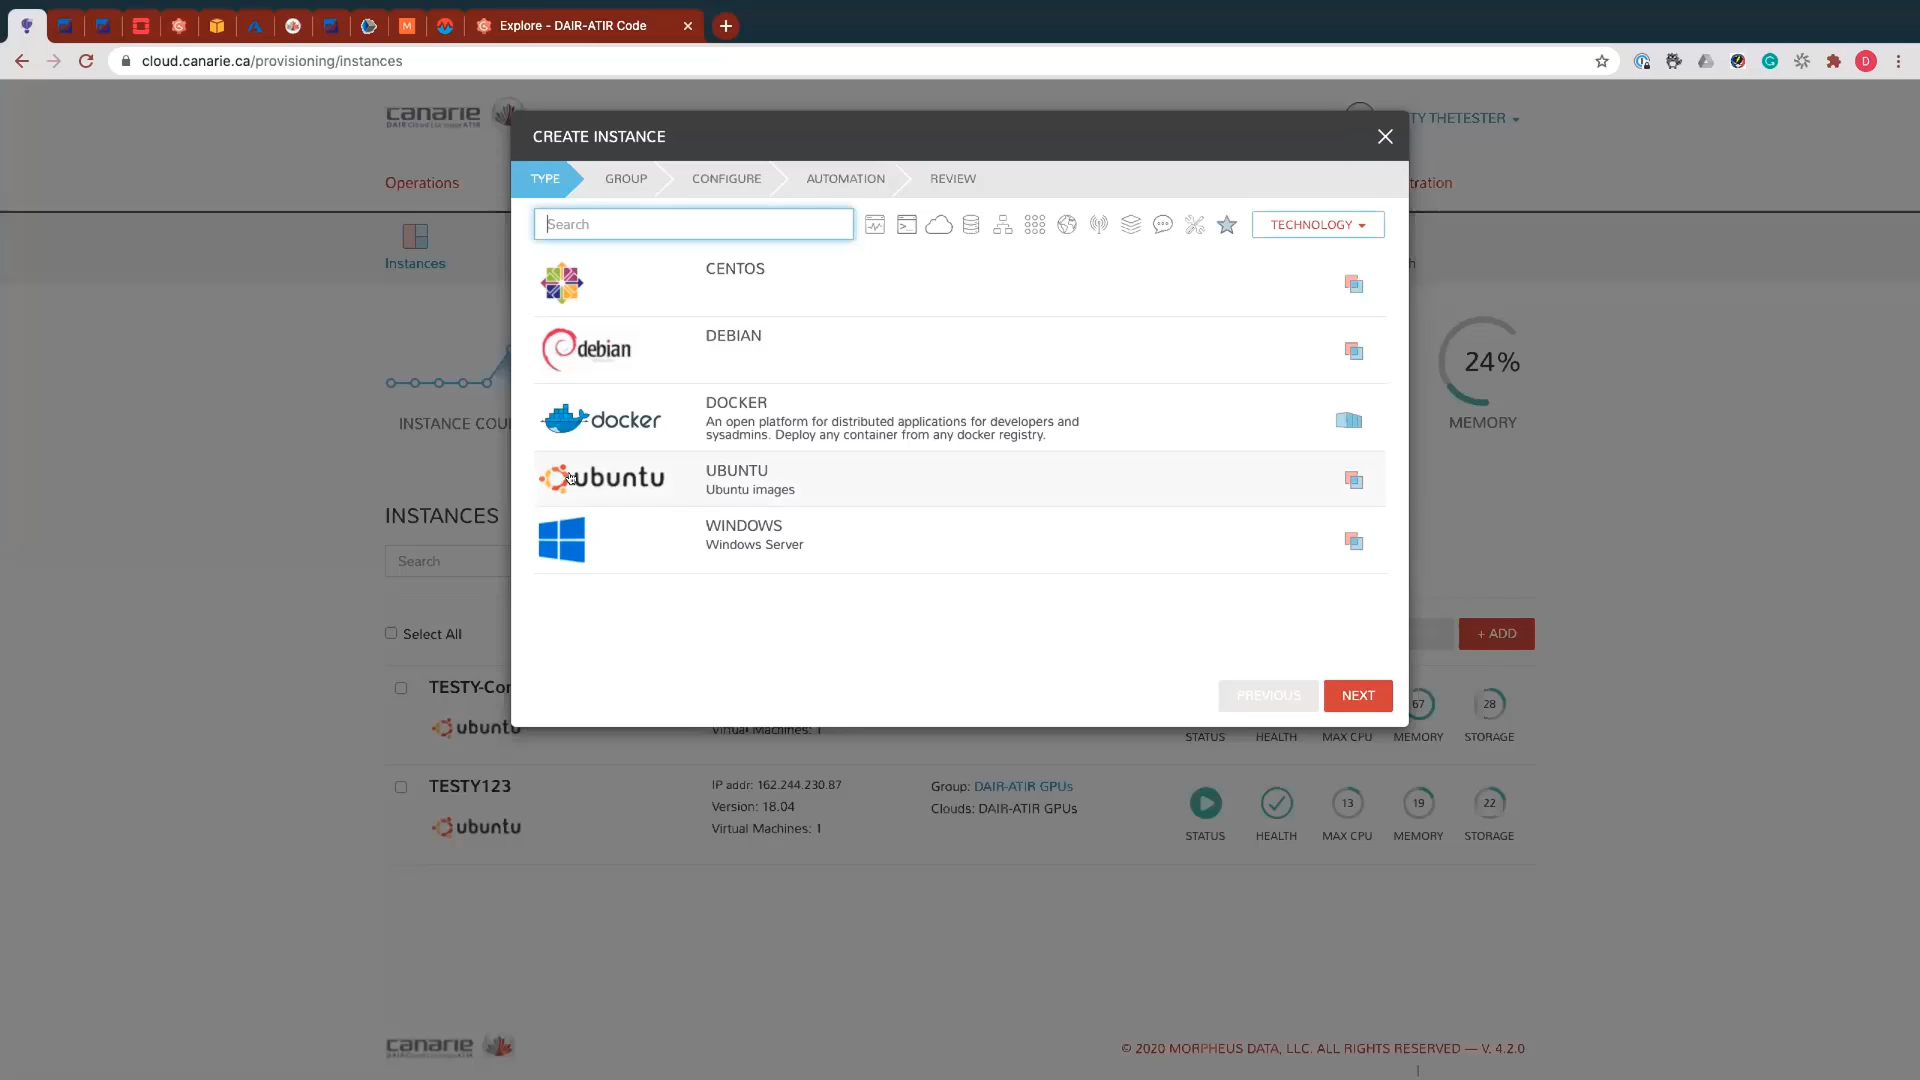 Explore - DAIR-ATIR Code
cloud.canarie.ca/provisioning/instances
D
canarie
TY THETESTER
CREATE INSTANCE
TYPE
GROUP
CONFIGURE
AUTOMATION
REVIEW
Operations
tration
Search
TECHNOLOGY
Instances
h
CENTOS
debian
DEBIAN
24%
MEMORY
docker
DOCKER
An open platform for distributed applications for developers and
sysadmins. Deploy any container from any docker registry.
INSTANCE COU
ubuntu
UBUNTU
Ubuntu images
INSTANCES
WINDOWS
Windows Server
Search
Select All
+ ADD
PREVIOUS
NEXT
TESTY-Cor
ubuntu
Virtual Machines: 1
67
28
STATUS
HEALTH
MAX CPU
MEMORY
STORAGE
TESTY123
ubuntu
IP addr: 162.244.230.87
Version: 18.04
Virtual Machines: 1
Group: DAIR-ATIR GPUs
Clouds: DAIR-ATIR GPUs
13
19
22
STATUS
HEALTH
MAX CPU
MEMORY
STORAGE
canarie
© 2020 MORPHEUS DATA, LLC. ALL RIGHTS RESERVED — V. 4.2.0